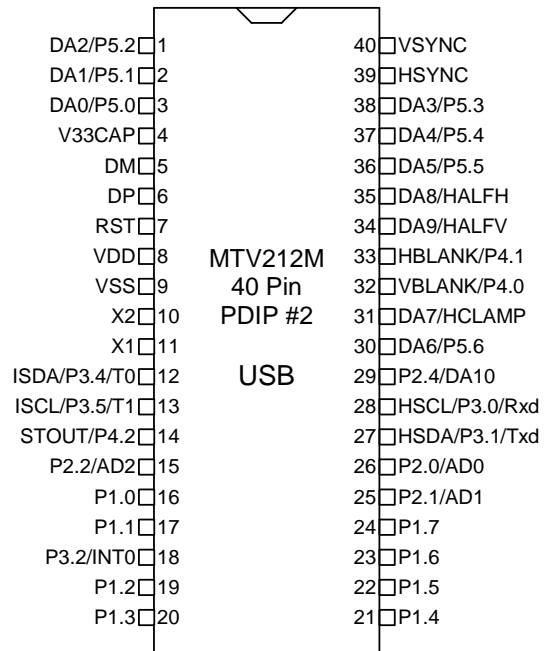 DA2/P5.2 1 40 VSYNC
DA1/P5.1 2 39 HSYNC
DA0/P5.0 3 38 DA3/P5.3
V33CAP 4 37 DA4/P5.4
DM 5 36 DA5/P5.5
DP 6 35 DA8/HALFH
RST 7 34 DA9/HALFV
VDD 8 MTV212M 33 HBLANK/P4.1
VSS 9 40 Pin 32 VBLANK/P4.0
X2 10 PDIP #2 31 DA7/HCLAMP
X1 11 30 DA6/P5.6
ISDA/P3.4/T0 12 USB 29 P2.4/DA10
ISCL/P3.5/T1 13 28 HSCL/P3.0/Rxd
STOUT/P4.2 14 27 HSDA/P3.1/Txd
P2.2/AD2 15 26 P2.0/AD0
P1.0 16 25 P2.1/AD1
P1.1 17 24 P1.7
P3.2/INT0 18 23 P1.6
P1.2 19 22 P1.5
P1.3 20 21 P1.4